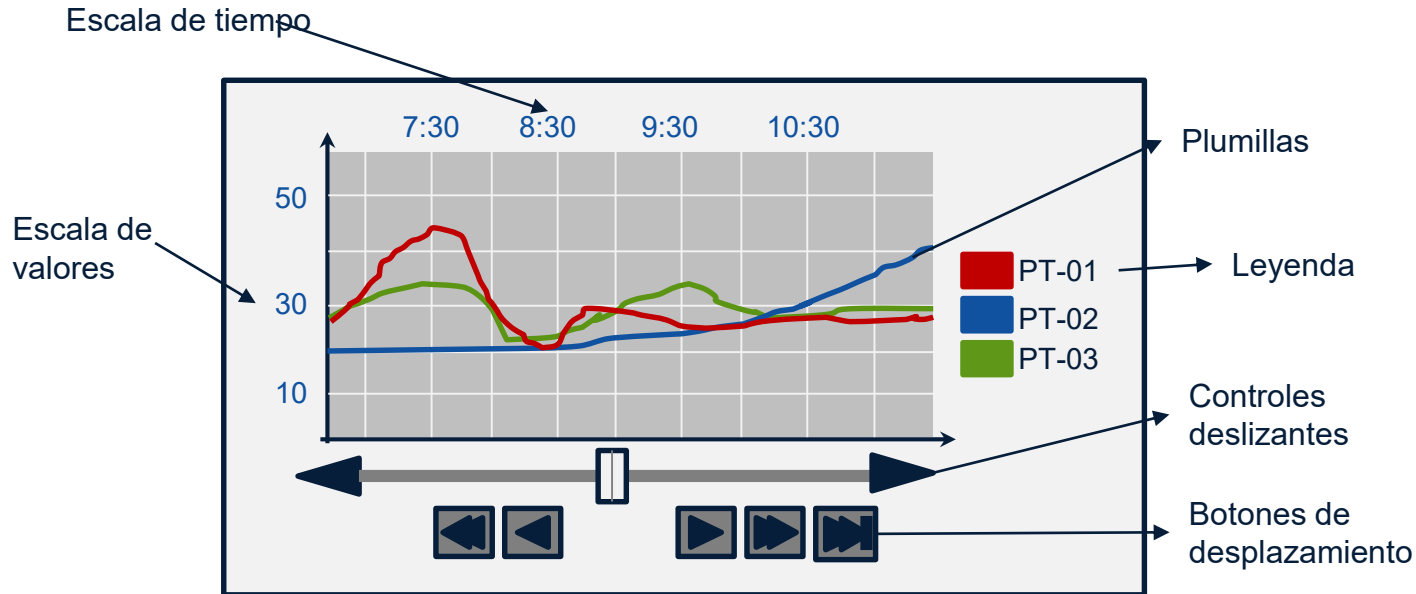 Escala de tiempo
7:30 8:30 9:30 10:30
Plumillas
50
Escala de
valores
30
10
PT-01
Leyenda
PT-02
PT-03
Controles
deslizantes
Botones de
desplazamiento